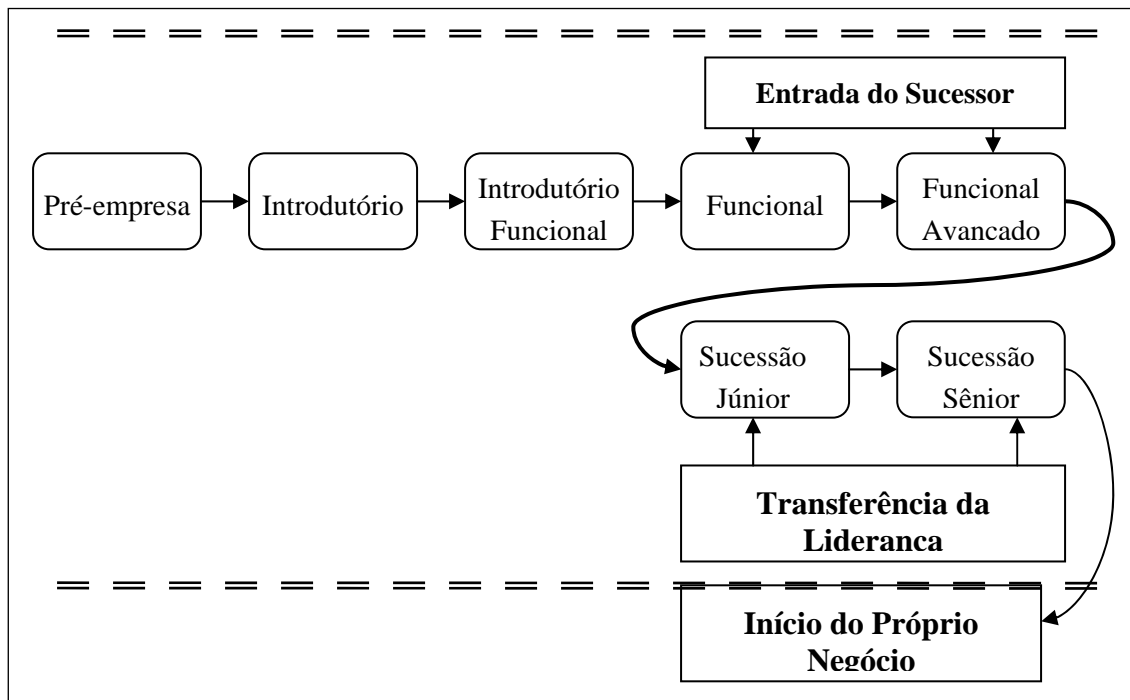 Entrada do Sucessor
Pré-empresa
Introdutório
Introdutório
Funcional
Funcional
Funcional
Avancado
Sucessão
Júnior
Sucessão
Sênior
Transferência da
Lideranca
Início do Próprio
Negócio